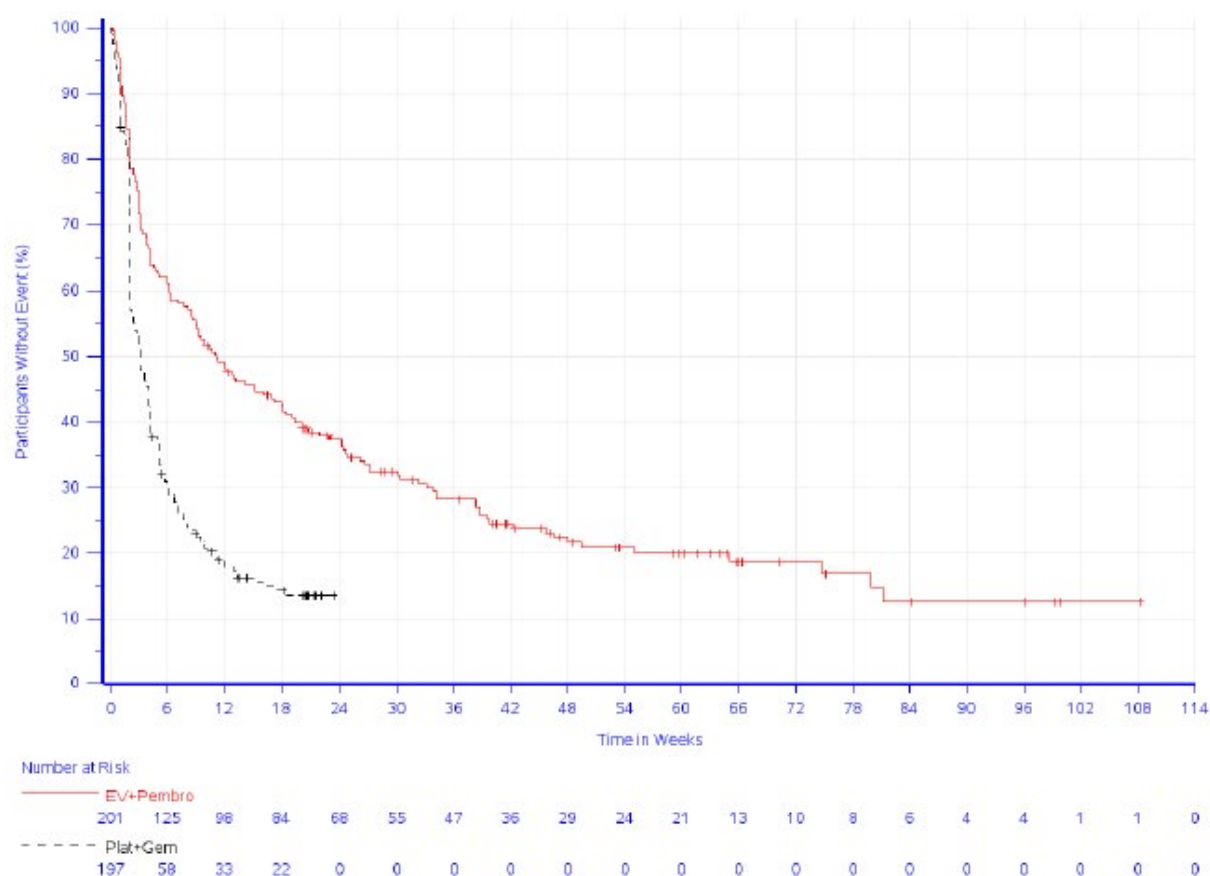 100
90
80
70
60
50
40
30
20
10
0
Participants Without Event (%)
0 6 12 18 24 30 36 42 48 54 60 66 72 78 84 90 96 102 108 114
Time in Weeks
Number at Risk
EV+Pembro
201 125 98 84 68 55 47 36 29 24 21 13 10 8 6 4 4 1 1 0
Plat+Gem
197 58 33 22 0 0 0 0 0 0 0 0 0 0 0 0 0 0 0 0